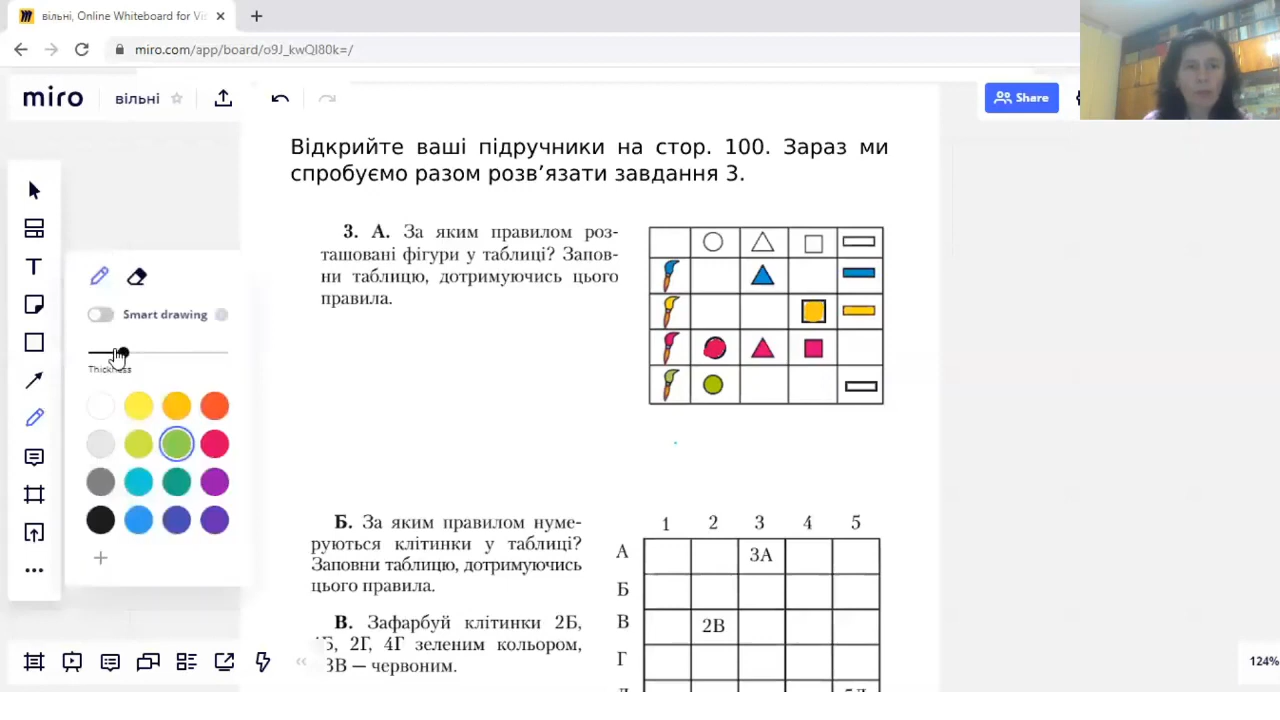 вільні, Online Whiteboard for Vis
miro.com/app/board/o9J_kwQl80k=/
miro
вільні
Share
Відкрийте ваші підручники на стор. 100. Зараз ми
спробуємо разом розв’язати завдання 3.
3. А. За яким правилом роз-
ташовані фігури у таблиці? Запов-
ни таблицю, дотримуючись цього
правила.
Smart drawing
Thickness
Б. За яким правилом нуме-
руються клітинки у таблиці?
Заповни таблицю, дотримуючись
цього правила.
В. Зафарбуй клітинки 2Б,
2Г, 4Г зеленим кольором,
3В — червоним.
1 2 3 4 5
А 3А
Б
В 2В
Г
124%